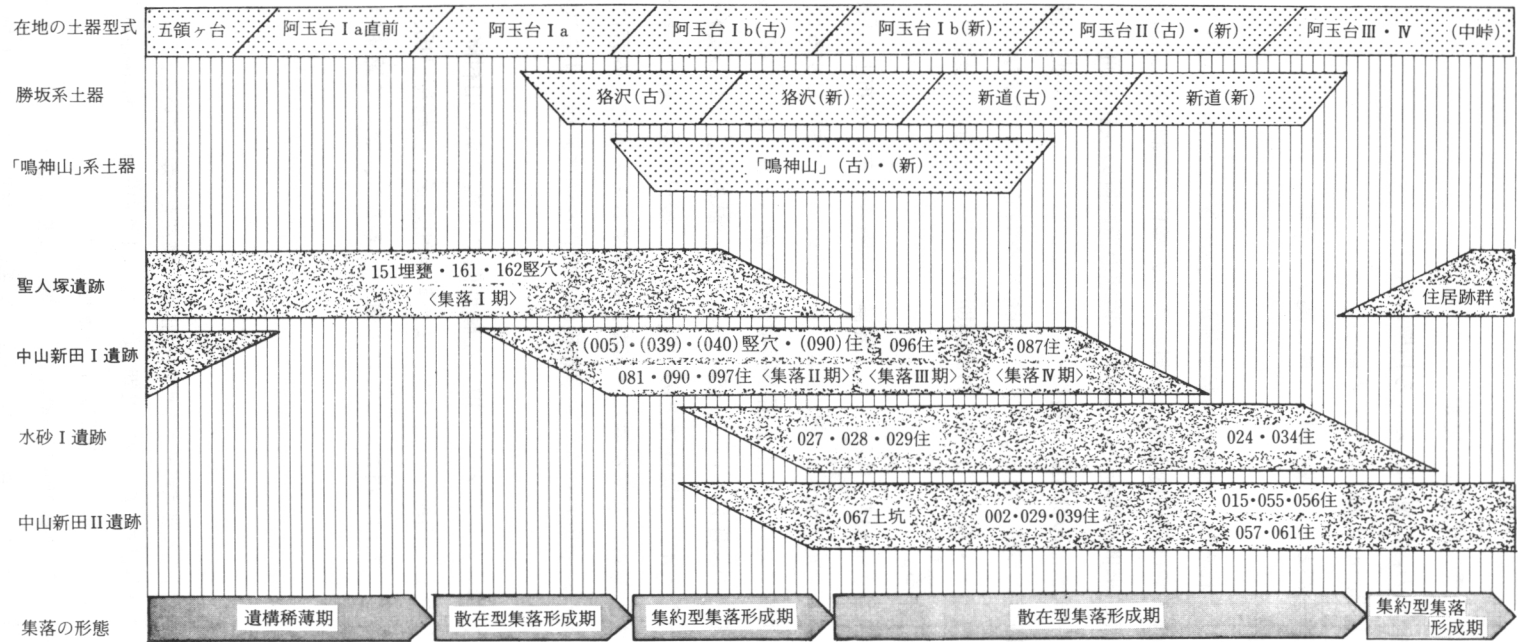 在地の土器型式 五領ヶ台 阿玉台Ⅰa直前 阿玉台Ⅰa 阿玉台Ⅰb(古) 阿玉台Ⅰb(新) 阿玉台Ⅱ(古)・(新) 阿玉台Ⅲ・Ⅳ (中峠)
勝坂系土器 狢沢(古) 狢沢(新) 新道(古) 新道(新)
「鳴神山」系土器 「鳴神山」(古)・(新)
聖人塚遺跡 151埋甕・161・162竪穴
〈集落Ⅰ期〉
住居跡群
中山新田Ⅰ遺跡 (005)・(039)・(040)竪穴・(090)住 096住 087住
081・090・097住〈集落Ⅱ期〉 〈集落Ⅲ期〉 〈集落Ⅳ期〉
水砂Ⅰ遺跡 027・028・029住 024・034住
中山新田Ⅱ遺跡 067土坑 002・029・039住 015・055・056住
057・061住
集落の形態 遺構稀薄期 散在型集落形成期 集約型集落形成期 散在型集落形成期 集約型集落
形成期